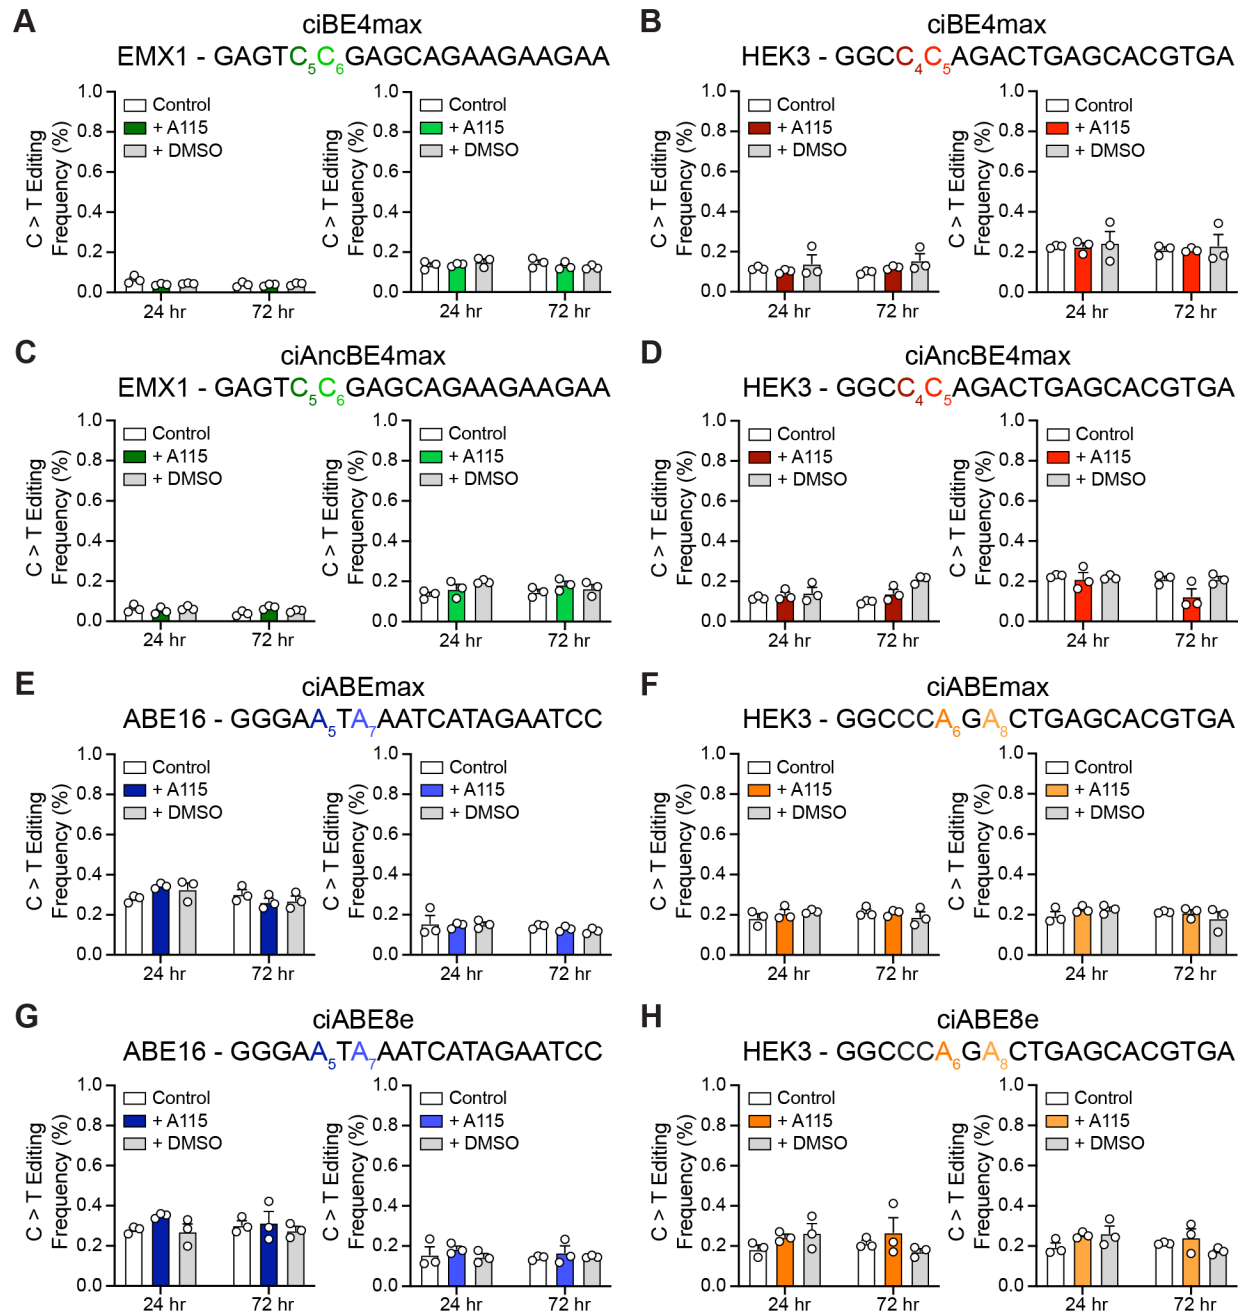 A
ciBE4max
EMX1 - GAGTC5C6GAGCAGAAGAAGAA
C > T Editing
Frequency (%)
1.0
0.8
0.6
0.4
0.2
0.0
Control
+ A115
+ DMSO
24 hr
72 hr
C > T Editing
Frequency (%)
1.0
0.8
0.6
0.4
0.2
0.0
Control
+ A115
+ DMSO
24 hr
72 hr
B
ciBE4max
HEK3 - GGCCC4C5AGACTGAGCACGTGA
C > T Editing
Frequency (%)
1.0
0.8
0.6
0.4
0.2
0.0
Control
+ A115
+ DMSO
24 hr
72 hr
C > T Editing
Frequency (%)
1.0
0.8
0.6
0.4
0.2
0.0
Control
+ A115
+ DMSO
24 hr
72 hr
C
ciAncBE4max
EMX1 - GAGTC5C6GAGCAGAAGAAGAA
C > T Editing
Frequency (%)
1.0
0.8
0.6
0.4
0.2
0.0
Control
+ A115
+ DMSO
24 hr
72 hr
C > T Editing
Frequency (%)
1.0
0.8
0.6
0.4
0.2
0.0
Control
+ A115
+ DMSO
24 hr
72 hr
D
ciAncBE4max
HEK3 - GGCCC4C5AGACTGAGCACGTGA
C > T Editing
Frequency (%)
1.0
0.8
0.6
0.4
0.2
0.0
Control
+ A115
+ DMSO
24 hr
72 hr
C > T Editing
Frequency (%)
1.0
0.8
0.6
0.4
0.2
0.0
Control
+ A115
+ DMSO
24 hr
72 hr
E
ciABEmax
ABE16 - GGGAA5TA7AATCATAGAATCC
C > T Editing
Frequency (%)
1.0
0.8
0.6
0.4
0.2
0.0
Control
+ A115
+ DMSO
24 hr
72 hr
C > T Editing
Frequency (%)
1.0
0.8
0.6
0.4
0.2
0.0
Control
+ A115
+ DMSO
24 hr
72 hr
F
ciABEmax
HEK3 - GGCCCA6GA8CTGAGCACGTGA
C > T Editing
Frequency (%)
1.0
0.8
0.6
0.4
0.2
0.0
Control
+ A115
+ DMSO
24 hr
72 hr
C > T Editing
Frequency (%)
1.0
0.8
0.6
0.4
0.2
0.0
Control
+ A115
+ DMSO
24 hr
72 hr
G
ciABE8e
ABE16 - GGGAA5TA7AATCATAGAATCC
C > T Editing
Frequency (%)
1.0
0.8
0.6
0.4
0.2
0.0
Control
+ A115
+ DMSO
24 hr
72 hr
C > T Editing
Frequency (%)
1.0
0.8
0.6
0.4
0.2
0.0
Control
+ A115
+ DMSO
24 hr
72 hr
H
ciABE8e
HEK3 - GGCCCA6GA8CTGAGCACGTGA
C > T Editing
Frequency (%)
1.0
0.8
0.6
0.4
0.2
0.0
Control
+ A115
+ DMSO
24 hr
72 hr
C > T Editing
Frequency (%)
1.0
0.8
0.6
0.4
0.2
0.0
Control
+ A115
+ DMSO
24 hr
72 hr